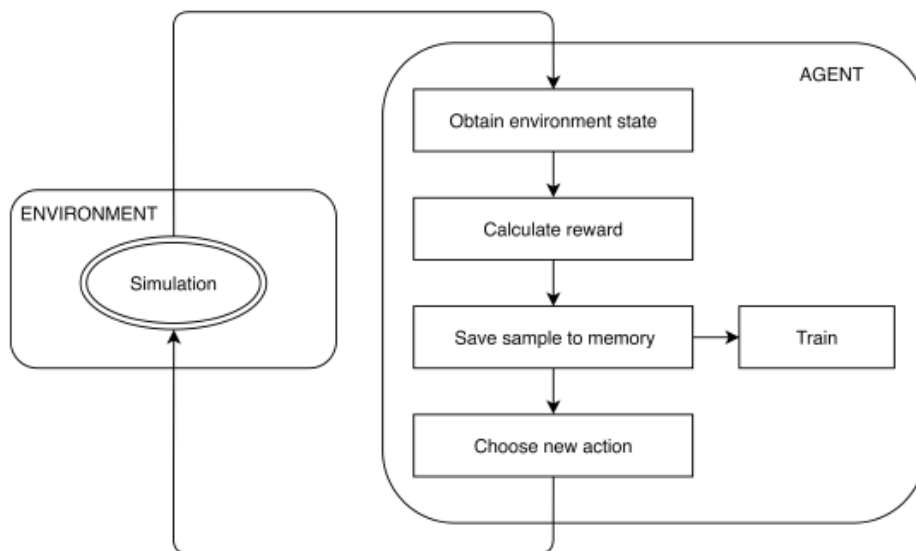 AGENT
Obtain environment state
Calculate reward
ENVIRONMENT
Simulation
Save sample to memory
Train
Choose new action